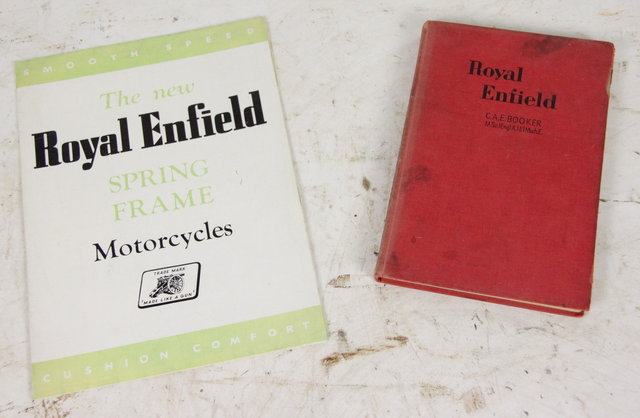 SMOOTH SPEED
The new
Royal Enfield
SPRING
FRAME
Motorcycles
TRADE MARK
"MADE LIKE A GUN"
CUSHION COMFORT
Royal
Enfield
C.A.E. BOOKER